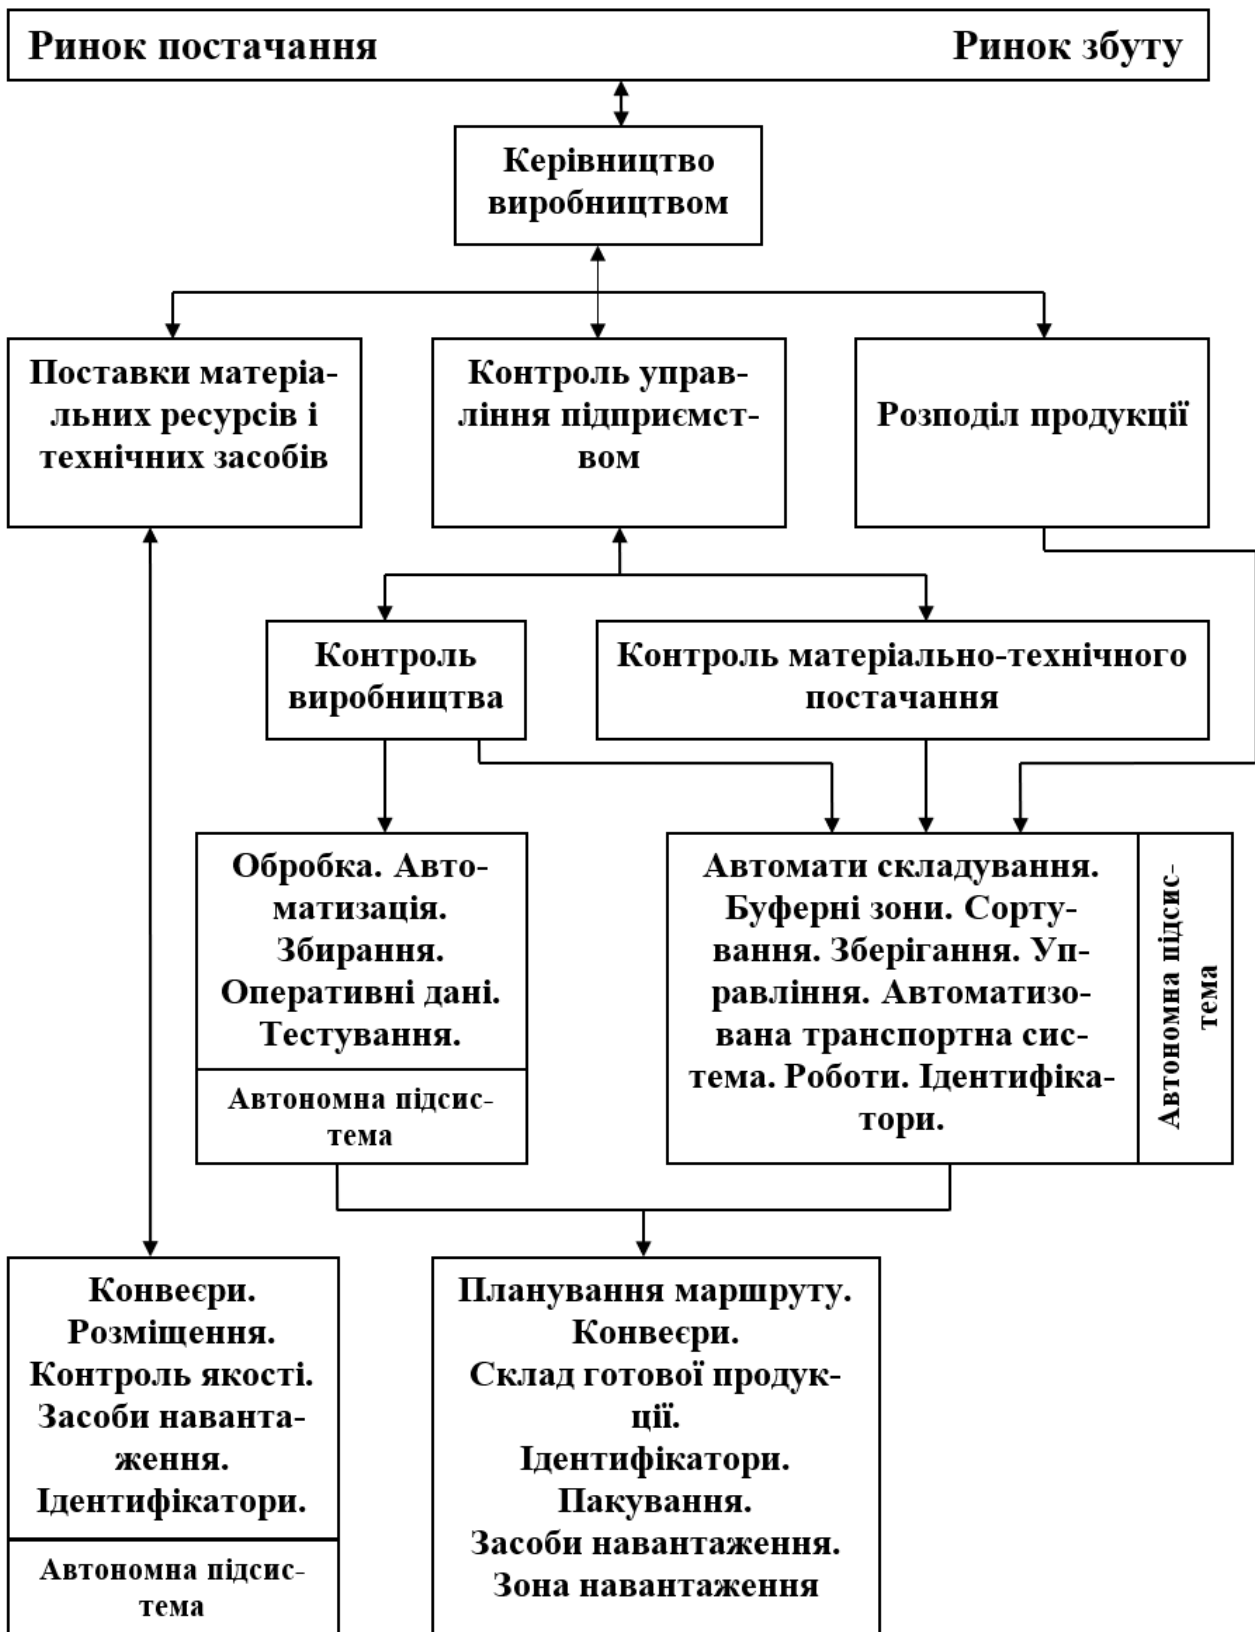 Ринок постачання Ринок збуту
Керівництво
виробництвом
Поставки матеріа-
льних ресурсів і
технічних засобів
Контроль управ-
ління підприємст-
вом
Розподіл продукції
Контроль
виробництва
Контроль матеріально-технічного
постачання
Обробка. Авто-
матизація.
Збирання.
Оперативні дані.
Тестування.
Автономна підсис-
тема
Автомати складування.
Буферні зони. Сорту-
вання. Зберігання. Уп-
равління. Автоматизо-
вана транспортна сис-
тема. Роботи. Ідентифіка-
тори.
Автономна підсис-
тема
Конвеєри.
Розміщення.
Контроль якості.
Засоби наванта-
ження.
Ідентифікатори.
Автономна підсис-
тема
Планування маршруту.
Конвеєри.
Склад готової продук-
ції.
Ідентифікатори.
Пакування.
Засоби навантаження.
Зона навантаження